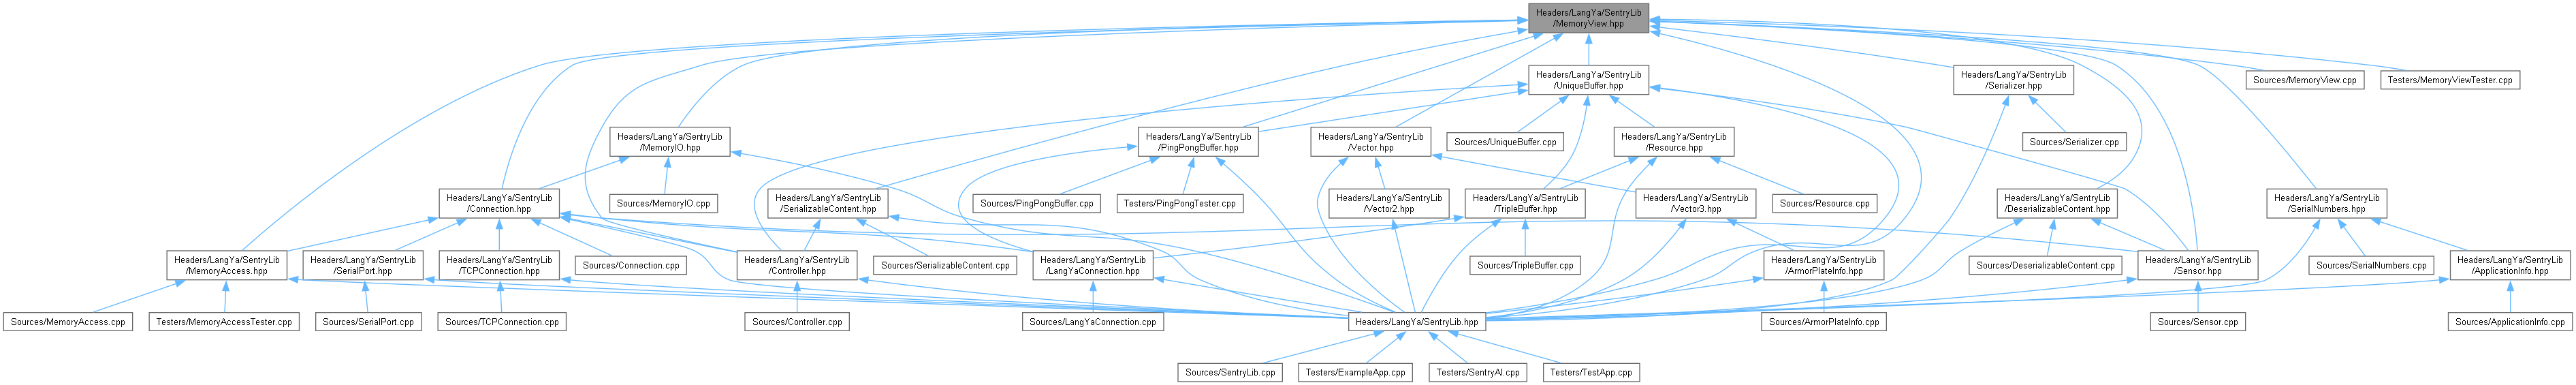 Headers/LangYa/SentryLib
/MemoryView.hpp
Headers/LangYa/SentryLib
/UniqueBuffer.hpp
Headers/LangYa/SentryLib
/Serializer.hpp
Sources/MemoryView.cpp
Testers/MemoryViewTester.cpp
Headers/LangYa/SentryLib
/MemoryIO.hpp
Headers/LangYa/SentryLib
/PingPongBuffer.hpp
Headers/LangYa/SentryLib
/Vector.hpp
Sources/UniqueBuffer.cpp
Headers/LangYa/SentryLib
/Resource.hpp
Sources/Serializer.cpp
Headers/LangYa/SentryLib
/Connection.hpp
Sources/MemoryIO.cpp
Headers/LangYa/SentryLib
/SerializableContent.hpp
Sources/PingPongBuffer.cpp
Testers/PingPongTester.cpp
Headers/LangYa/SentryLib
/Vector2.hpp
Headers/LangYa/SentryLib
/TripleBuffer.hpp
Headers/LangYa/SentryLib
/Vector3.hpp
Sources/Resource.cpp
Headers/LangYa/SentryLib
/DeserializableContent.hpp
Headers/LangYa/SentryLib
/SerialNumbers.hpp
Headers/LangYa/SentryLib
/MemoryAccess.hpp
Headers/LangYa/SentryLib
/SerialPort.hpp
Headers/LangYa/SentryLib
/TCPConnection.hpp
Sources/Connection.cpp
Headers/LangYa/SentryLib
/Controller.hpp
Sources/SerializableContent.cpp
Headers/LangYa/SentryLib
/LangYaConnection.hpp
Sources/TripleBuffer.cpp
Headers/LangYa/SentryLib
/ArmorPlateInfo.hpp
Sources/DeserializableContent.cpp
Headers/LangYa/SentryLib
/Sensor.hpp
Sources/SerialNumbers.cpp
Headers/LangYa/SentryLib
/ApplicationInfo.hpp
Sources/MemoryAccess.cpp
Testers/MemoryAccessTester.cpp
Sources/SerialPort.cpp
Sources/TCPConnection.cpp
Sources/Controller.cpp
Sources/LangYaConnection.cpp
Headers/LangYa/SentryLib.hpp
Sources/ArmorPlateInfo.cpp
Sources/Sensor.cpp
Sources/ApplicationInfo.cpp
Sources/SentryLib.cpp
Testers/ExampleApp.cpp
Testers/SentryAI.cpp
Testers/TestApp.cpp